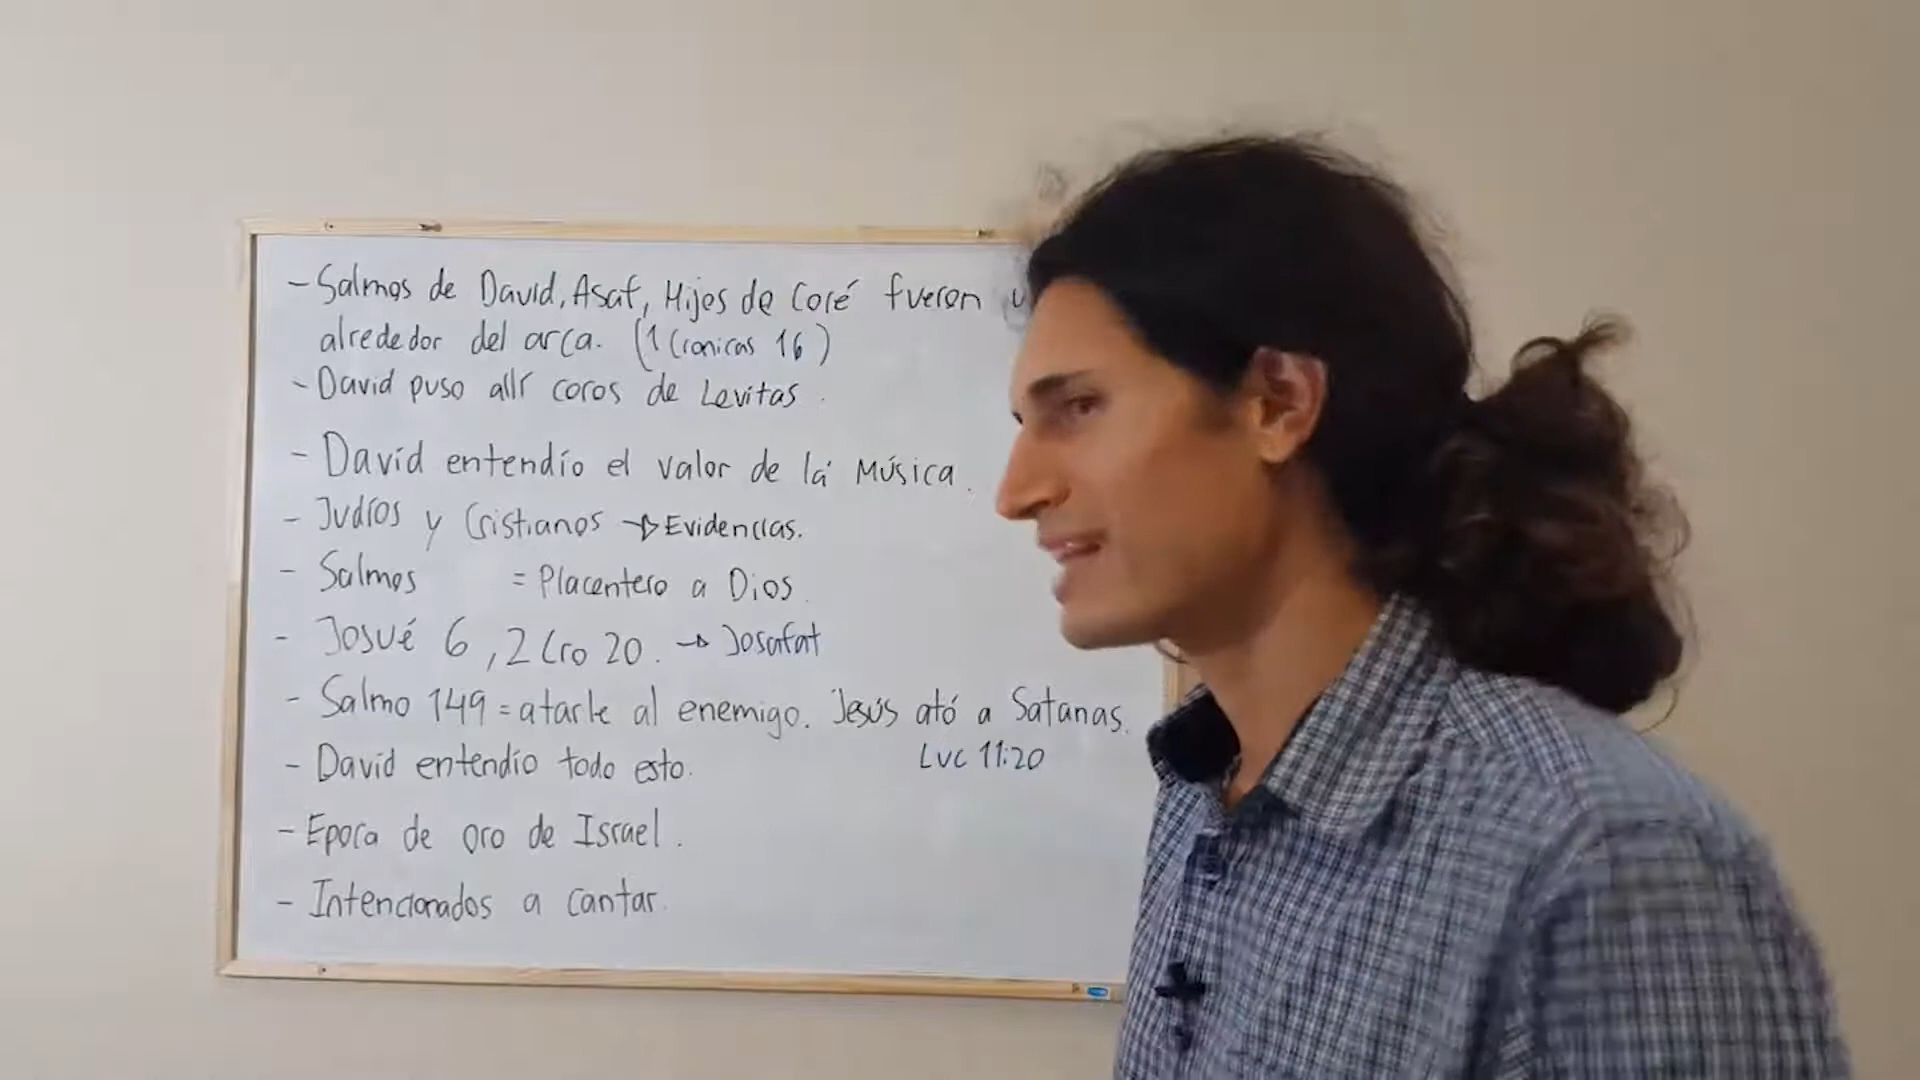 - Salmos de David, Asaf, Hijos de Coré fueron
alrededor del arca. (1 Cronicas 16)
- David puso allí coros de Levitas.
- David entendío el valor de la Música.
- Judíos y Cristianos → Evidencias.
- Salmos = Placentero a Dios.
- Josué 6, 2 Cro 20. → Josafat
- Salmo 149 = atarle al enemigo. Jesús ató a Satanas.
Luc 11:20
- David entendío todo esto.
- Epoca de oro de Israel.
- Intencionados a cantar.